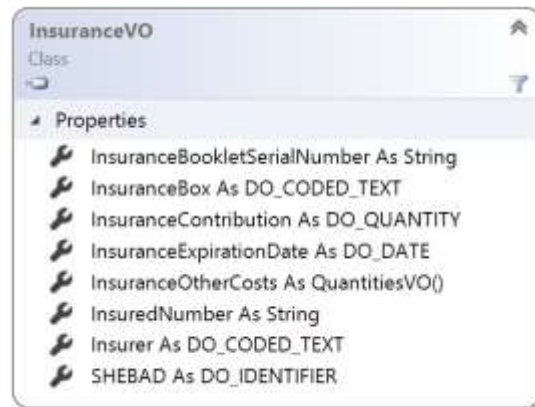 InsuranceVO
Class
Properties
InsuranceBookletSerialNumber As String
InsuranceBox As DO_CODED_TEXT
InsuranceContribution As DO_QUANTITY
InsuranceExpirationDate As DO_DATE
InsuranceOtherCosts As QuantitiesVO()
InsuredNumber As String
Insurer As DO_CODED_TEXT
SHEBAD As DO_IDENTIFIER